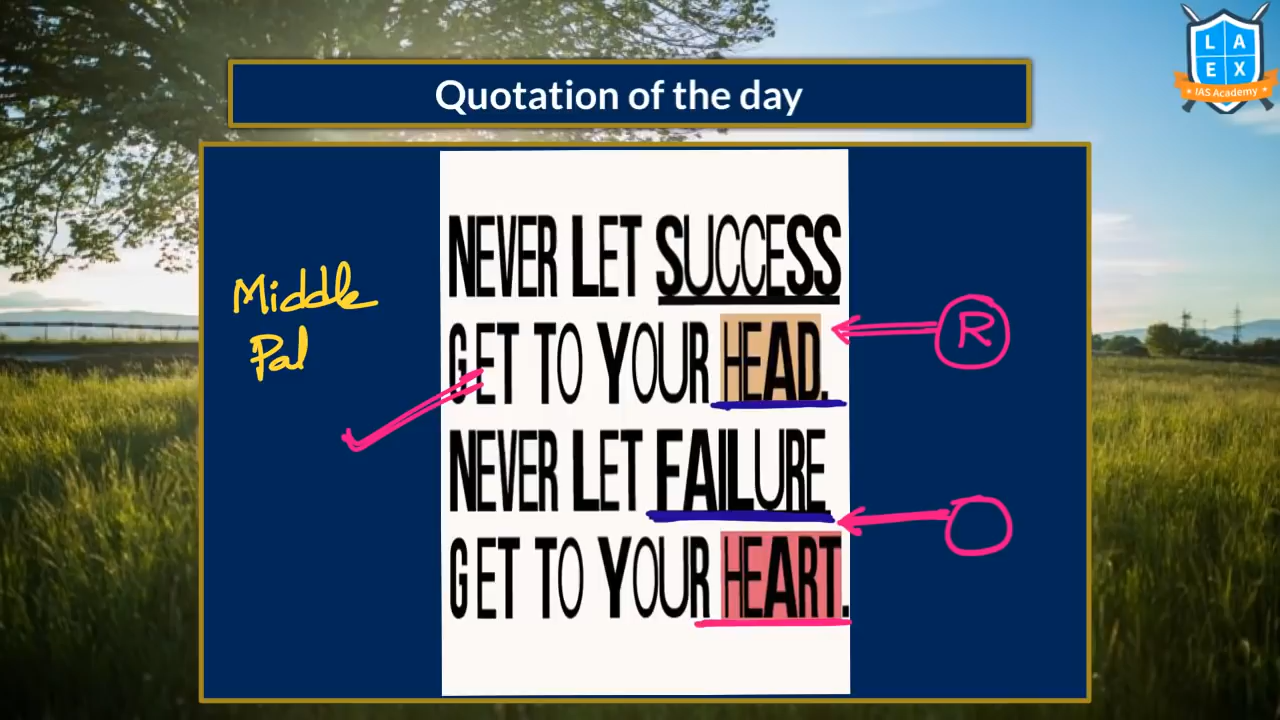 L A
E X
IAS Academy
Quotation of the day
NEVER LET SUCCESS
GET TO YOUR HEAD.
NEVER LET FAILURE
GET TO YOUR HEART.
Middle
Pal
R